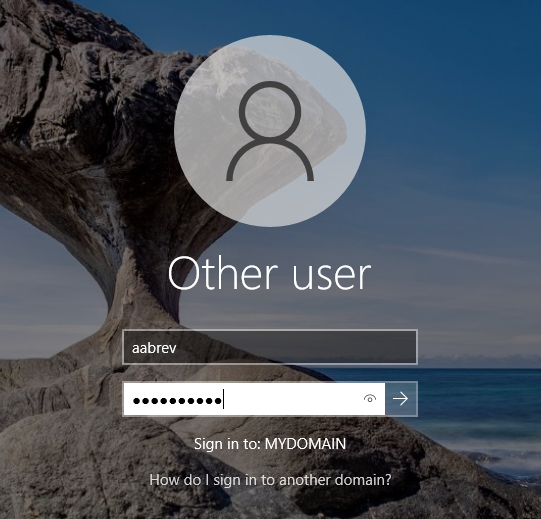 Other user
aabrev
●●●●●●●●●●
Sign in to: MYDOMAIN
How do I sign in to another domain?